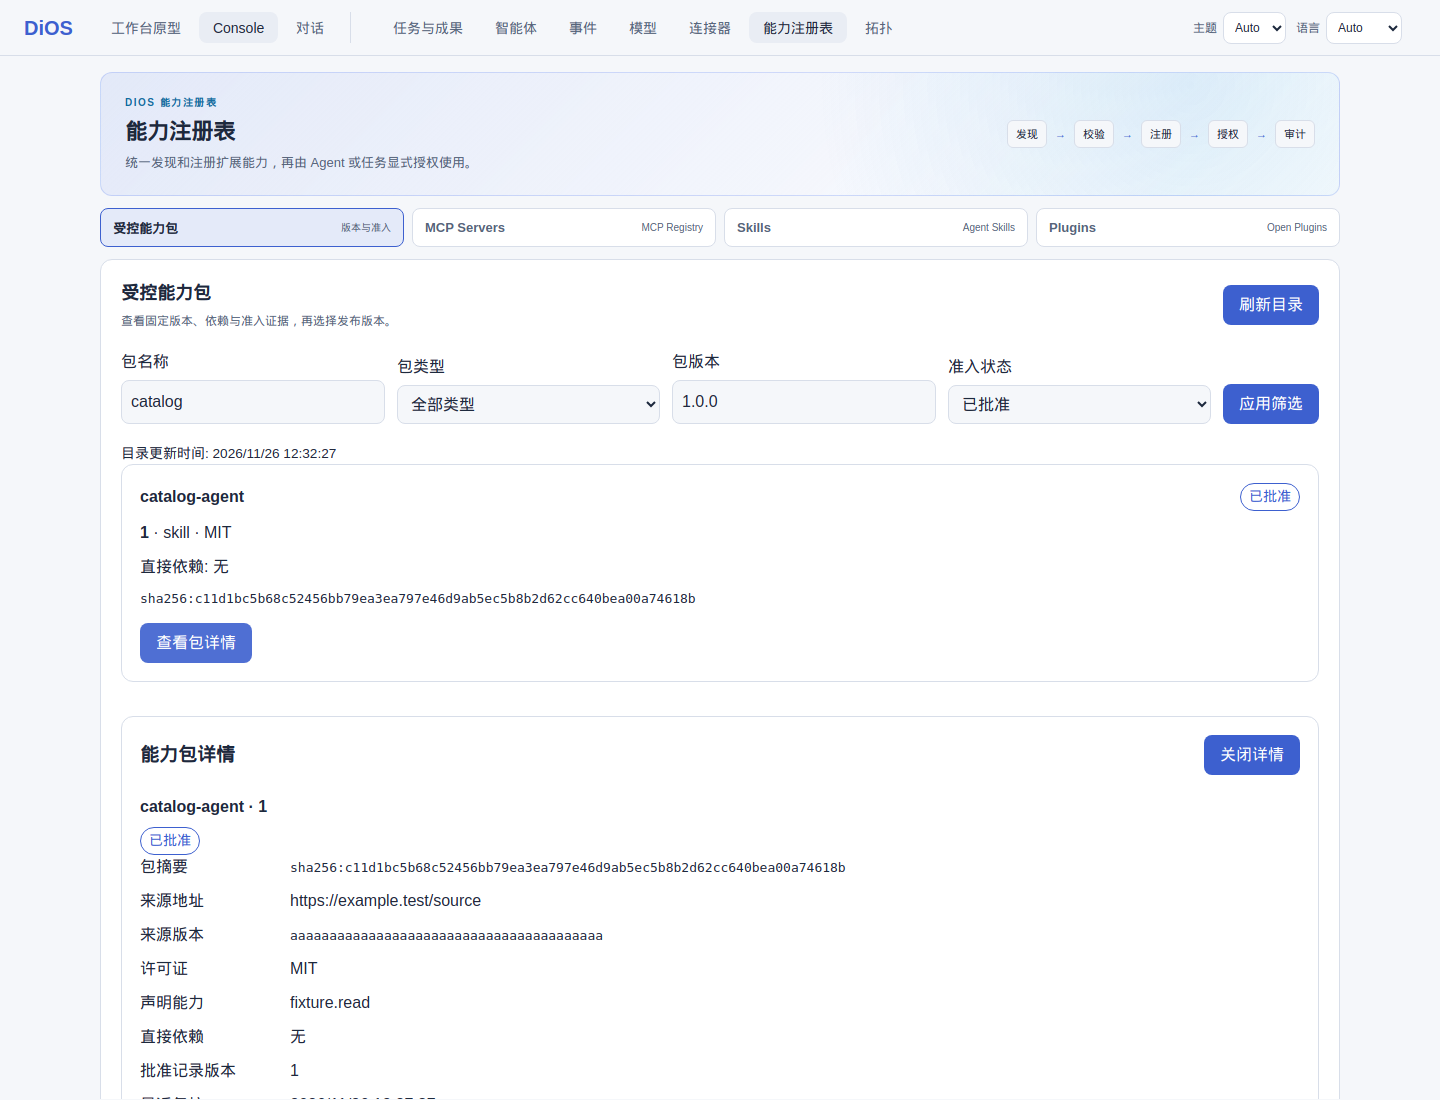 DiOS 工作台原型 Console 对话 任务与成果 智能体 事件 模型 连接器 能力注册表 拓扑 主题 Auto 语言 Auto
DIOS 能力注册表
能力注册表
统一发现和注册扩展能力，再由 Agent 或任务显式授权使用。
发现 → 校验 → 注册 → 授权 → 审计
受控能力包 版本与准入 MCP Servers MCP Registry Skills Agent Skills Plugins Open Plugins
受控能力包
查看固定版本、依赖与准入证据，再选择发布版本。
刷新目录
包名称 包类型 包版本 准入状态
catalog 全部类型 1.0.0 已批准 应用筛选
目录更新时间: 2026/11/26 12:32:27
catalog-agent 已批准
1 · skill · MIT
直接依赖: 无
sha256:c11d1bc5b68c52456bb79ea3ea797e46d9ab5ec5b8b2d62cc640bea00a74618b
查看包详情
能力包详情 关闭详情
catalog-agent · 1
已批准
包摘要 sha256:c11d1bc5b68c52456bb79ea3ea797e46d9ab5ec5b8b2d62cc640bea00a74618b
来源地址 https://example.test/source
来源版本 aaaaaaaaaaaaaaaaaaaaaaaaaaaaaaaaaaaaaaaa
许可证 MIT
声明能力 fixture.read
直接依赖 无
批准记录版本 1